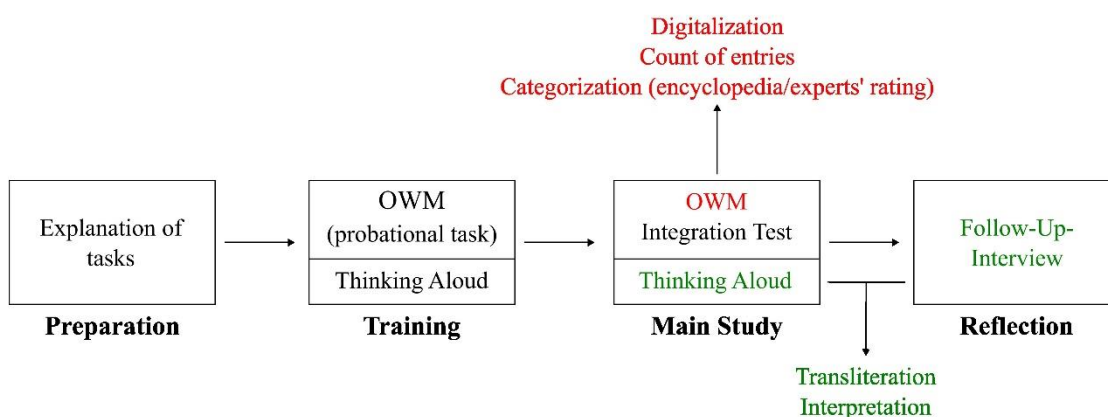 Digitalization
Count of entries
Categorization (encyclopedia/experts' rating)
Explanation of
tasks
Preparation
OWM
(probational task)
Thinking Aloud
Training
OWM
Integration Test
Thinking Aloud
Main Study
Follow-Up-
Interview
Reflection
Transliteration
Interpretation